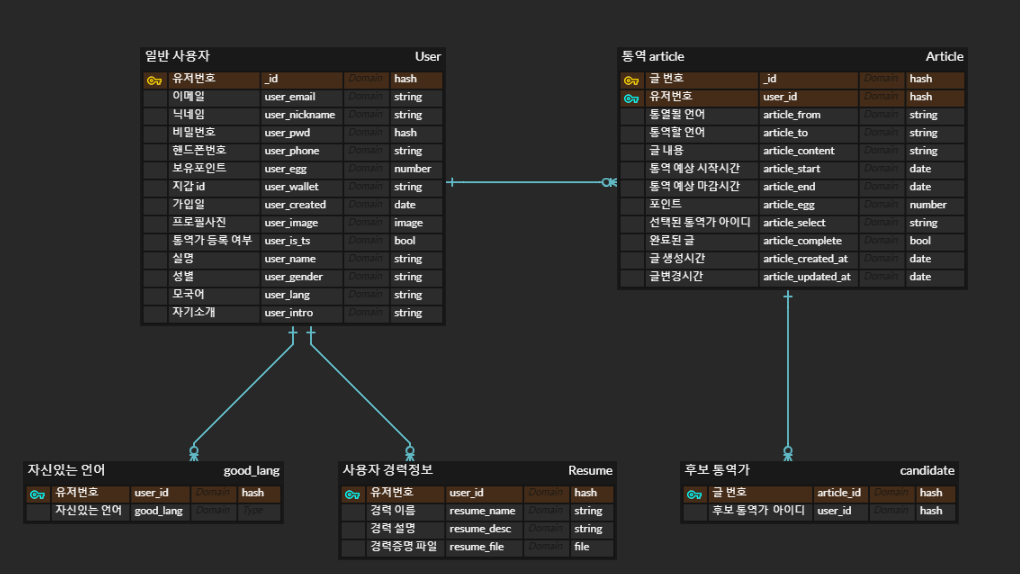 일반 사용자 User
유저번호 _id Domain hash
이메일 user_email Domain string
닉네임 user_nickname Domain string
비밀번호 user_pwd Domain hash
핸드폰번호 user_phone Domain string
보유포인트 user_egg Domain number
지갑 id user_wallet Domain string
가입일 user_created Domain date
프로필사진 user_image Domain image
통역가 등록 여부 user_is_ts Domain bool
실명 user_name Domain string
성별 user_gender Domain string
모국어 user_lang Domain string
자기소개 user_intro Domain string
통역 article Article
글 번호 _id Domain hash
유저번호 user_id Domain hash
통열될 언어 article_from Domain string
통역할 언어 article_to Domain string
글 내용 article_content Domain string
통역 예상 시작시간 article_start Domain date
통역 예상 마감시간 article_end Domain date
포인트 article_egg Domain number
선택된 통역가 아이디 article_select Domain string
완료된 글 article_complete Domain bool
글 생성시간 article_created_at Domain date
글변경시간 article_updated_at Domain date
자신있는 언어 good_lang
유저번호 user_id Domain hash
자신있는 언어 good_lang Domain Type
사용자 경력정보 Resume
유저번호 user_id Domain hash
경력 이름 resume_name Domain string
경력 설명 resume_desc Domain string
경력증명 파일 resume_file Domain file
후보 통역가 candidate
글 번호 article_id Domain hash
후보 통역가 아이디 user_id Domain hash